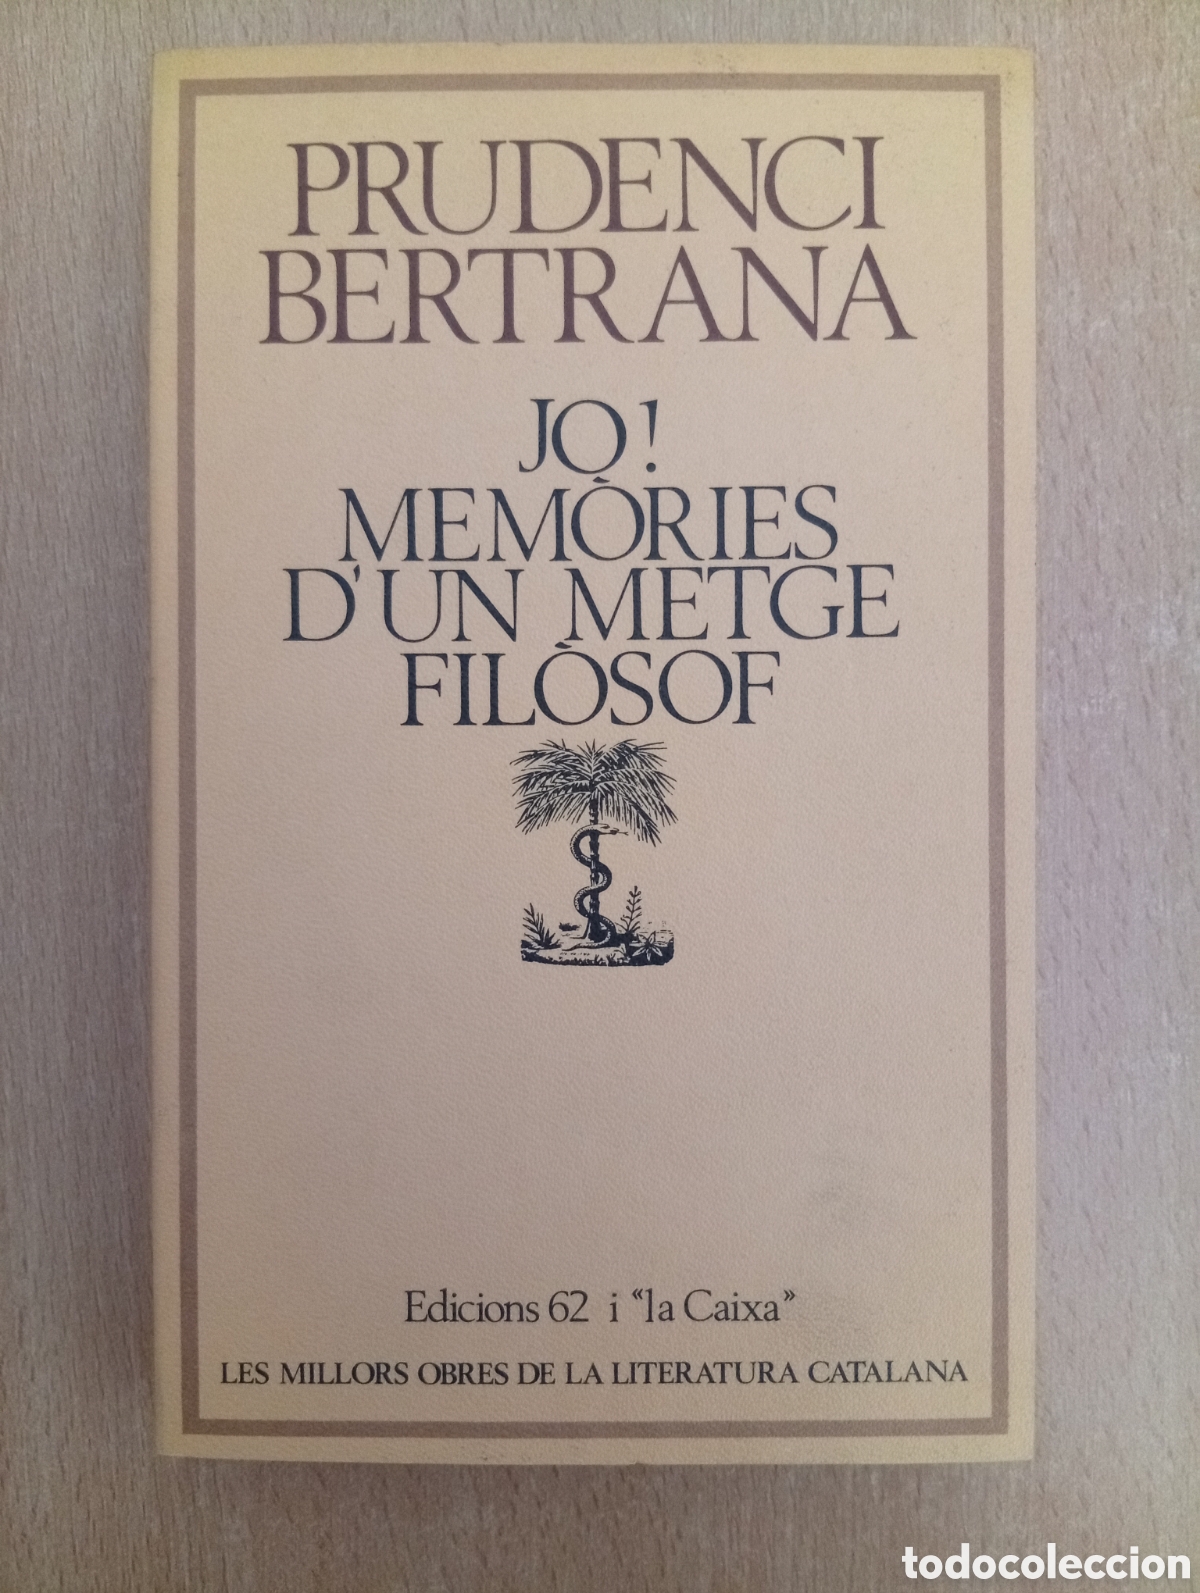 PRUDENCI
BERTRANA
JO!
MEMÒRIES
D'UN METGE
FILÒSOF
Edicions 62 i "la Caixa"
LES MILLORS OBRES DE LA LITERATURA CATALANA
todocoleccion